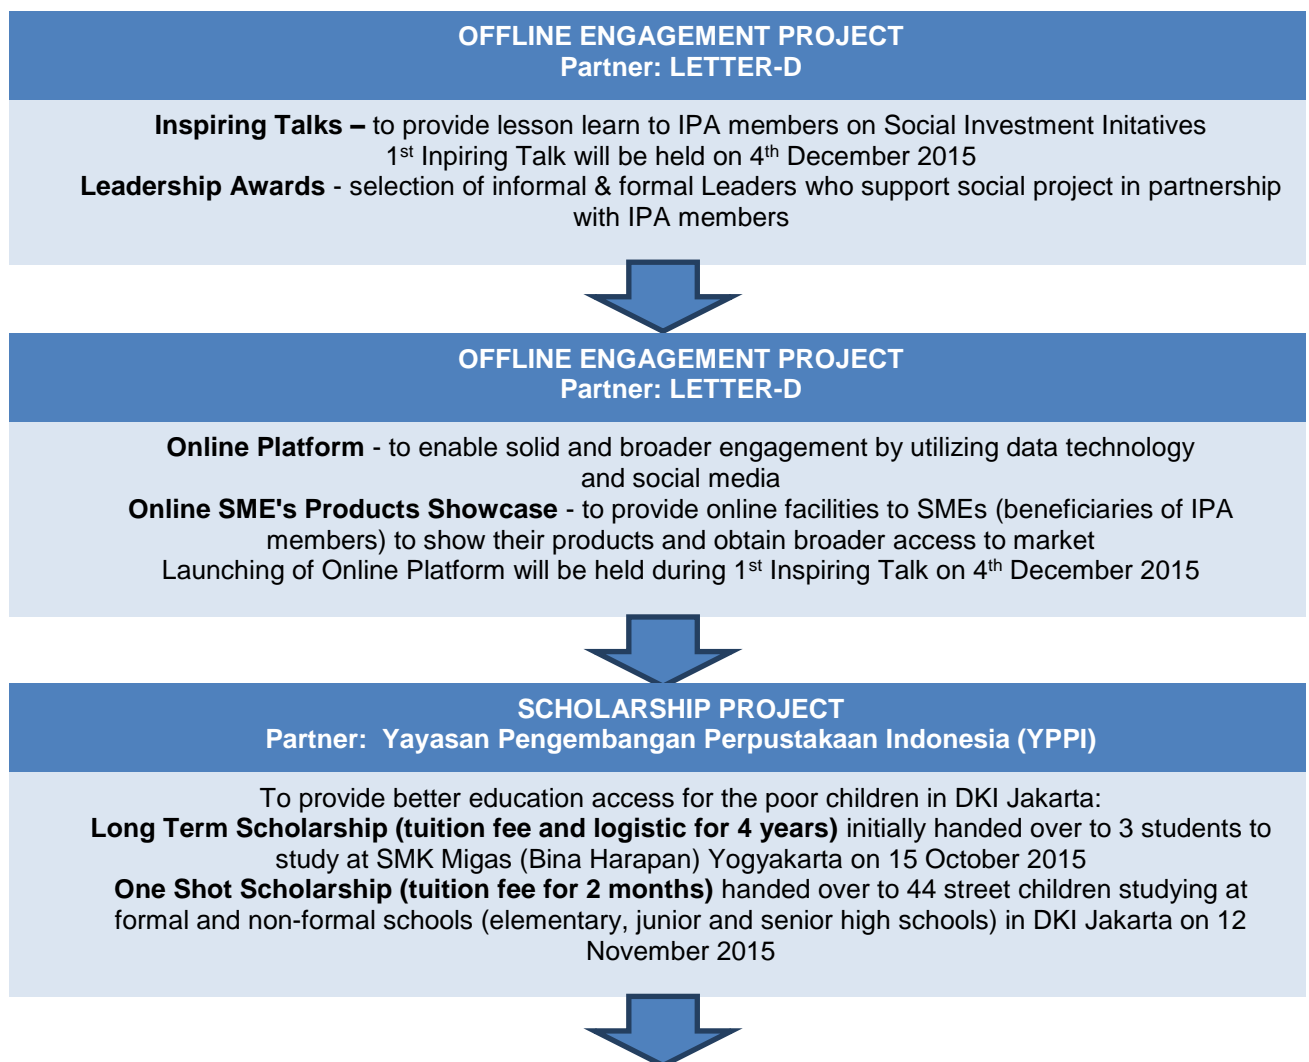 OFFLINE ENGAGEMENT PROJECT
Partner: LETTER-D
Inspiring Talks – to provide lesson learn to IPA members on Social Investment Initatives
1st Inpiring Talk will be held on 4th December 2015
Leadership Awards - selection of informal & formal Leaders who support social project in partnership
with IPA members
OFFLINE ENGAGEMENT PROJECT
Partner: LETTER-D
Online Platform - to enable solid and broader engagement by utilizing data technology
and social media
Online SME's Products Showcase - to provide online facilities to SMEs (beneficiaries of IPA
members) to show their products and obtain broader access to market
Launching of Online Platform will be held during 1st Inspiring Talk on 4th December 2015
SCHOLARSHIP PROJECT
Partner: Yayasan Pengembangan Perpustakaan Indonesia (YPPI)
To provide better education access for the poor children in DKI Jakarta:
Long Term Scholarship (tuition fee and logistic for 4 years) initially handed over to 3 students to
study at SMK Migas (Bina Harapan) Yogyakarta on 15 October 2015
One Shot Scholarship (tuition fee for 2 months) handed over to 44 street children studying at
formal and non-formal schools (elementary, junior and senior high schools) in DKI Jakarta on 12
November 2015